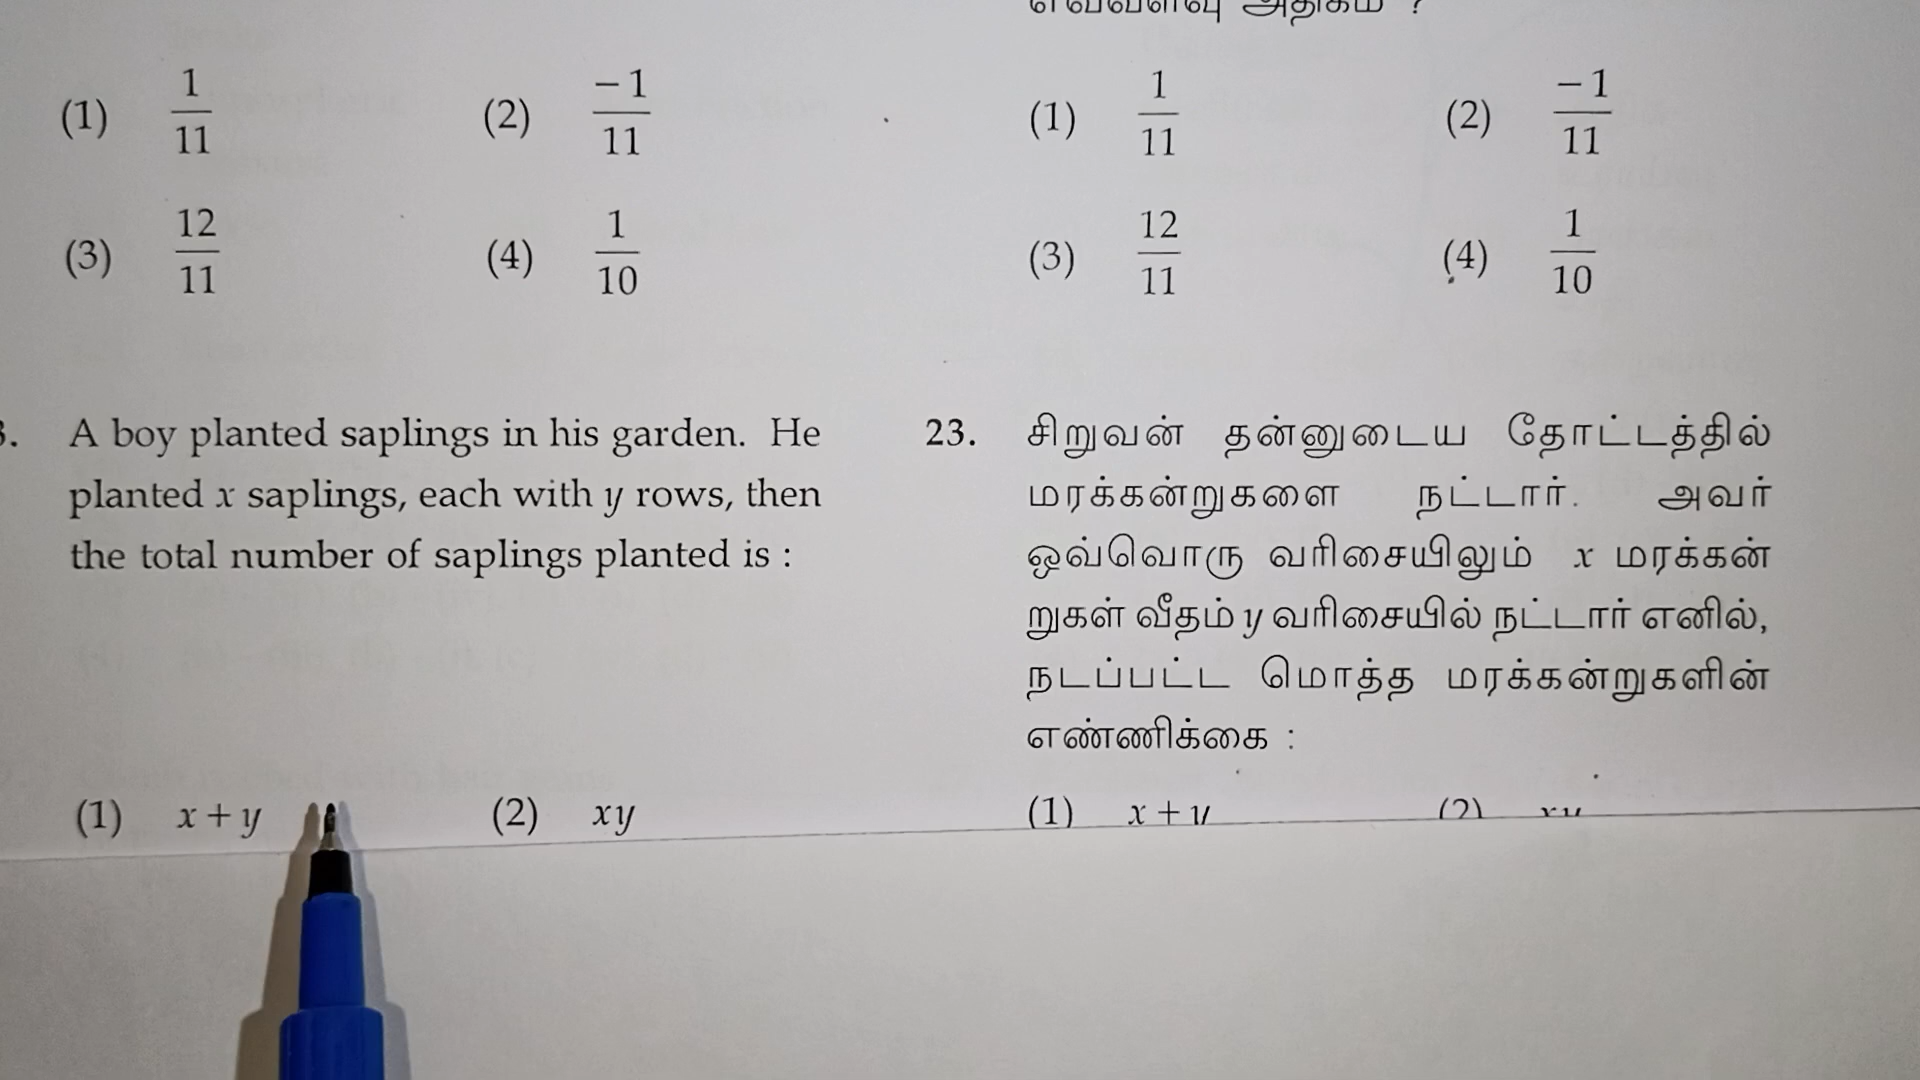 (1) 1/11 (2) -1/11
(3) 12/11 (4) 1/10
A boy planted saplings in his garden. He
planted x saplings, each with y rows, then
the total number of saplings planted is :
(1) x + y (2) xy
(1) 1/11 (2) -1/11
(3) 12/11 (4) 1/10
23. சிறுவன் தன்னுடைய தோட்டத்தில்
மரக்கன்றுகளை நட்டார். அவர்
ஒவ்வொரு வரிசையிலும் x மரக்கன்
றுகள் வீதம் y வரிசையில் நட்டார் எனில்,
நடப்பட்ட மொத்த மரக்கன்றுகளின்
எண்ணிக்கை :
(1) x + y (2) xy